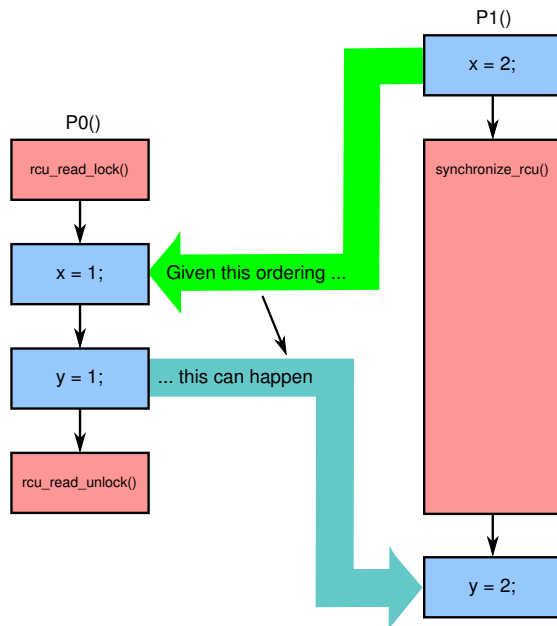 P1()
x = 2;
P0()
rcu_read_lock()
synchronize_rcu()
x = 1;
Given this ordering ...
y = 1;
... this can happen
rcu_read_unlock()
y = 2;